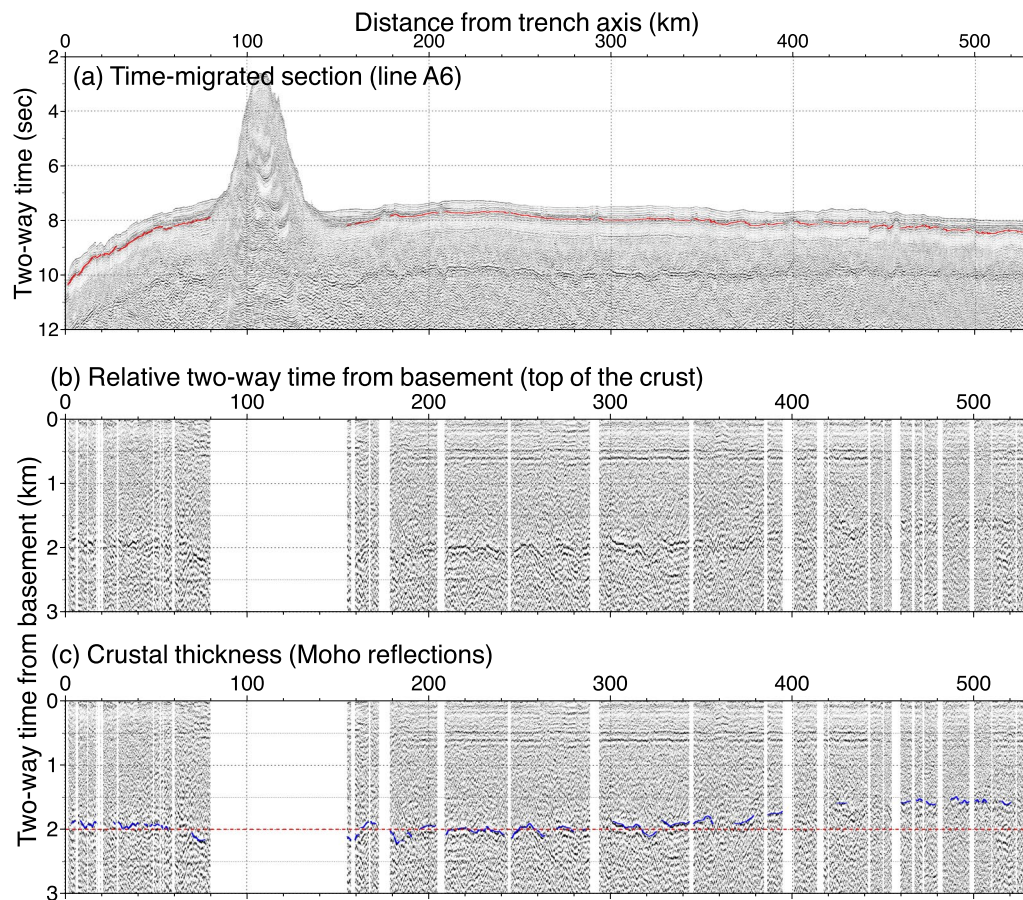 Distance from trench axis (km)
0 100 200 300 400 500
(a) Time-migrated section (line A6)
Two-way time (sec)
2
4
6
8
10
12
(b) Relative two-way time from basement (top of the crust)
0 100 200 300 400 500
Two-way time from basement (km)
0
1
2
3
(c) Crustal thickness (Moho reflections)
0 100 200 300 400 500
0
1
2
3